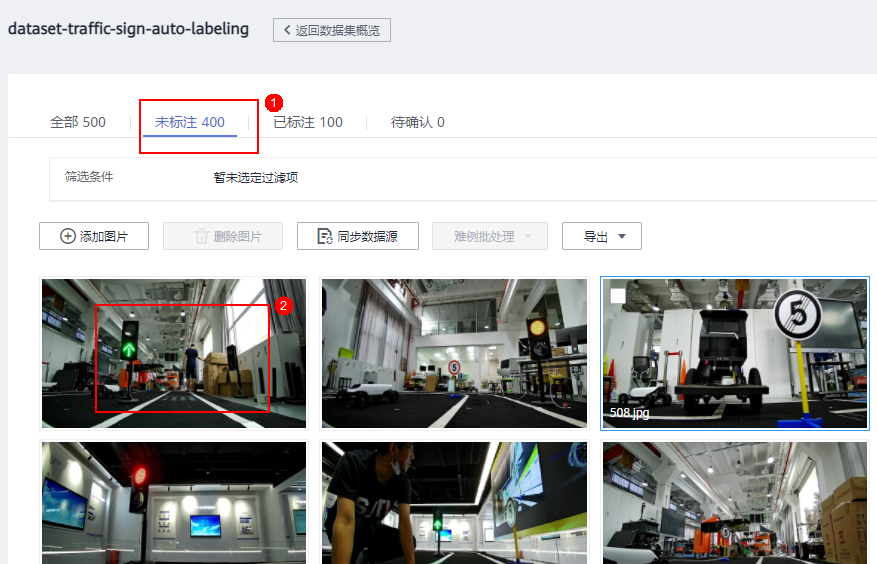 dataset-traffic-sign-auto-labeling
返回数据集概览
1
全部 500
未标注 400
已标注 100
待确认 0
筛选条件
暂未选定过滤项
添加图片
删除图片
同步数据源
难例批处理
导出
2
5
5
508.jpg